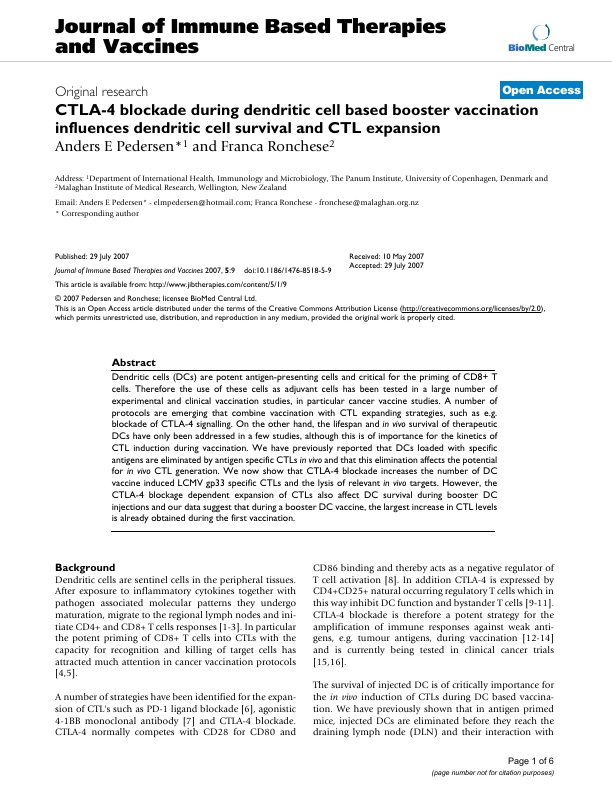 Journal of Immune Based Therapies
and Vaccines
BioMed Central
Original research
Open Access
CTLA-4 blockade during dendritic cell based booster vaccination
influences dendritic cell survival and CTL expansion
Anders E Pedersen*1 and Franca Ronchese2
Address: 1Department of International Health, Immunology and Microbiology, The Panum Institute, University of Copenhagen, Denmark and
2Malaghan Institute of Medical Research, Wellington, New Zealand
Email: Anders E Pedersen* - elmpedersen@hotmail.com; Franca Ronchese - fronchese@malaghan.org.nz
* Corresponding author
Published: 29 July 2007
Journal of Immune Based Therapies and Vaccines 2007, 5:9 doi:10.1186/1476-8518-5-9
Received: 10 May 2007
Accepted: 29 July 2007
This article is available from: http://www.jibtherapies.com/content/5/1/9
© 2007 Pedersen and Ronchese; licensee BioMed Central Ltd.
This is an Open Access article distributed under the terms of the Creative Commons Attribution License (http://creativecommons.org/licenses/by/2.0),
which permits unrestricted use, distribution, and reproduction in any medium, provided the original work is properly cited.
Abstract
Dendritic cells (DCs) are potent antigen-presenting cells and critical for the priming of CD8+ T
cells. Therefore the use of these cells as adjuvant cells has been tested in a large number of
experimental and clinical vaccination studies, in particular cancer vaccine studies. A number of
protocols are emerging that combine vaccination with CTL expanding strategies, such as e.g.
blockade of CTLA-4 signalling. On the other hand, the lifespan and in vivo survival of therapeutic
DCs have only been addressed in a few studies, although this is of importance for the kinetics of
CTL induction during vaccination. We have previously reported that DCs loaded with specific
antigens are eliminated by antigen specific CTLs in vivo and that this elimination affects the potential
for in vivo CTL generation. We now show that CTLA-4 blockade increases the number of DC
vaccine induced LCMV gp33 specific CTLs and the lysis of relevant in vivo targets. However, the
CTLA-4 blockage dependent expansion of CTLs also affect DC survival during booster DC
injections and our data suggest that during a booster DC vaccine, the largest increase in CTL levels
is already obtained during the first vaccination.
Background
Dendritic cells are sentinel cells in the peripheral tissues.
After exposure to inflammatory cytokines together with
pathogen associated molecular patterns they undergo
maturation, migrate to the regional lymph nodes and ini-
tiate CD4+ and CD8+ T cell responses [1-3]. In particular
the potent priming of CD8+ T cells into CTLs with the
capacity for recognition and killing of target cells has
attracted much attention in cancer vaccination protocols
[4,5].
A number of strategies have been identified for the expan-
sion of CTL's such as PD-1 ligand blockade [6], agonistic
4-1BB monoclonal antibody [7] and CTLA-4 blockade.
CTLA-4 normally competes with CD28 for CD80 and
CD86 binding and thereby acts as a negative regulator of
T cell activation [8]. In addition CTLA-4 is expressed by
CD4+CD25+ natural occurring regulatory T cells which in
this way inhibit DC function and bystander T cells [9-11].
CTLA-4 blockade is therefore a potent strategy for the
amplification of immune responses against weak anti-
gens, e.g. tumour antigens, during vaccination [12-14]
and is currently being tested in clinical cancer trials
[15,16].
The survival of injected DC is of critically importance for
the in vivo induction of CTLs during DC based vaccina-
tion. We have previously shown that in antigen primed
mice, injected DCs are eliminated before they reach the
draining lymph node (DLN) and their interaction with
Page 1 of 6
(page number not for citation purposes)